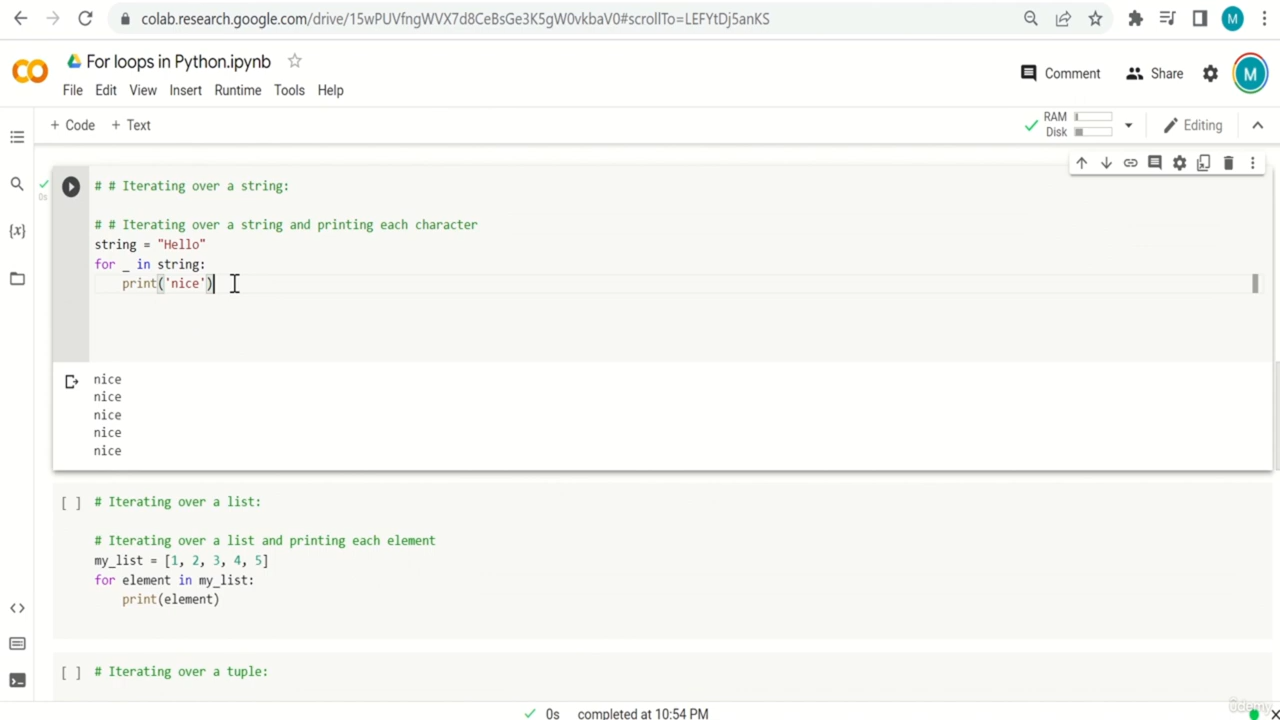 colab.research.google.com/drive/15wPUVfngWVX7d8CeBsGe3K5gW0vkbaV0#scrollTo=LEFYtDj5anKS
M
For loops in Python.ipynb
Comment
Share
M
File Edit View Insert Runtime Tools Help
+ Code + Text
RAM
Disk
Editing
0s
# # Iterating over a string:
# # Iterating over a string and printing each character
string = "Hello"
for _ in string:
print('nice')
{x}
nice
nice
nice
nice
nice
[ ] # Iterating over a list:
# Iterating over a list and printing each element
my_list = [1, 2, 3, 4, 5]
for element in my_list:
print(element)
[ ] # Iterating over a tuple:
0s completed at 10:54 PM
ûdemy